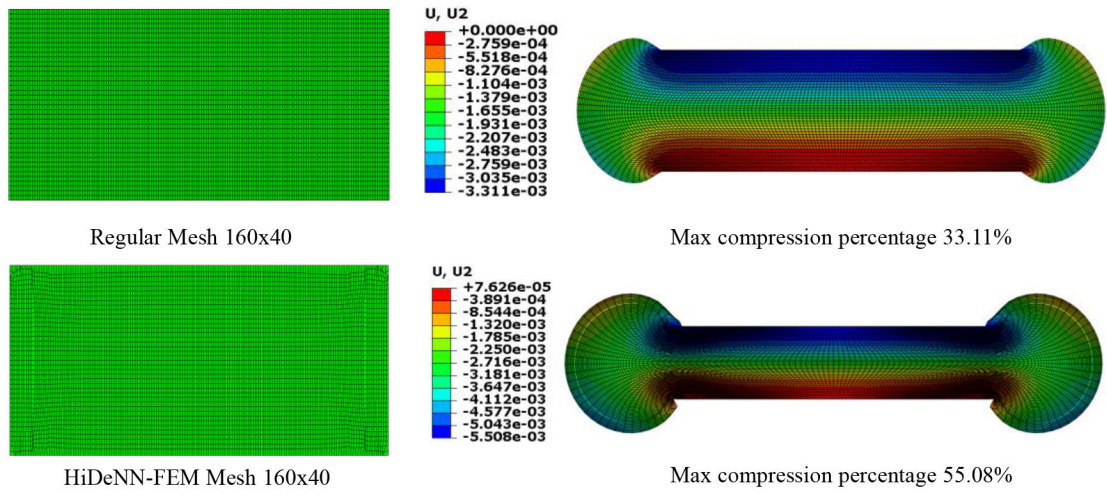 U, U2
+0.000e+00
-2.759e-04
-5.518e-04
-8.276e-04
-1.104e-03
-1.379e-03
-1.655e-03
-1.931e-03
-2.207e-03
-2.483e-03
-2.759e-03
-3.035e-03
-3.311e-03
Regular Mesh 160x40
Max compression percentage 33.11%
U, U2
+7.626e-05
-3.891e-04
-8.544e-04
-1.320e-03
-1.785e-03
-2.250e-03
-2.716e-03
-3.181e-03
-3.647e-03
-4.112e-03
-4.577e-03
-5.043e-03
-5.508e-03
HiDeNN-FEM Mesh 160x40
Max compression percentage 55.08%